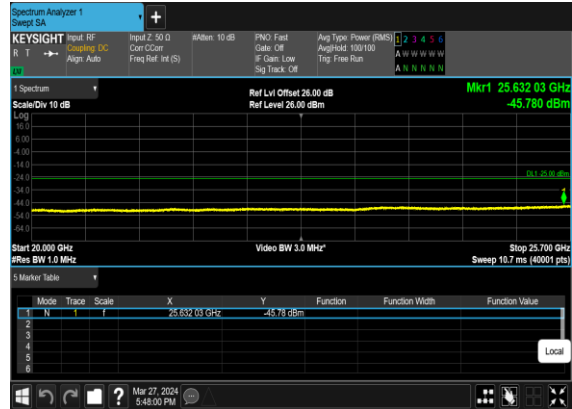 Spectrum Analyzer 1
Swept SA
+
KEYSIGHT
R T
Input: RF
Coupling: DC
Align: Auto
Input Z: 50 Ω
Corr CCorr
Freq Ref: Int (S)
#Atten: 10 dB
PNO: Fast
Gate: Off
IF Gain: Low
Sig Track: Off
Avg Type: Power (RMS)
Avg|Hold: 100/100
Trig: Free Run
1 2 3 4 5 6
A W W W W W
A N N N N N
1 Spectrum
Scale/Div 10 dB
Ref Lvl Offset 26.00 dB
Ref Level 26.00 dBm
Mkr1 25.632 03 GHz
-45.780 dBm
Log
16.0
6.00
-4.00
-14.0
-24.0
-34.0
-44.0
-54.0
-64.0
1
Start 20.000 GHz
#Res BW 1.0 MHz
Video BW 3.0 MHz*
Stop 25.700 GHz
Sweep 10.7 ms (40001 pts)
5 Marker Table
Mode Trace Scale X Y Function Function Width Function Value
1 N 1 f 25.632 03 GHz -45.78 dBm
2
3
4
5
6
Local
?
Mar 27, 2024
5:48:00 PM